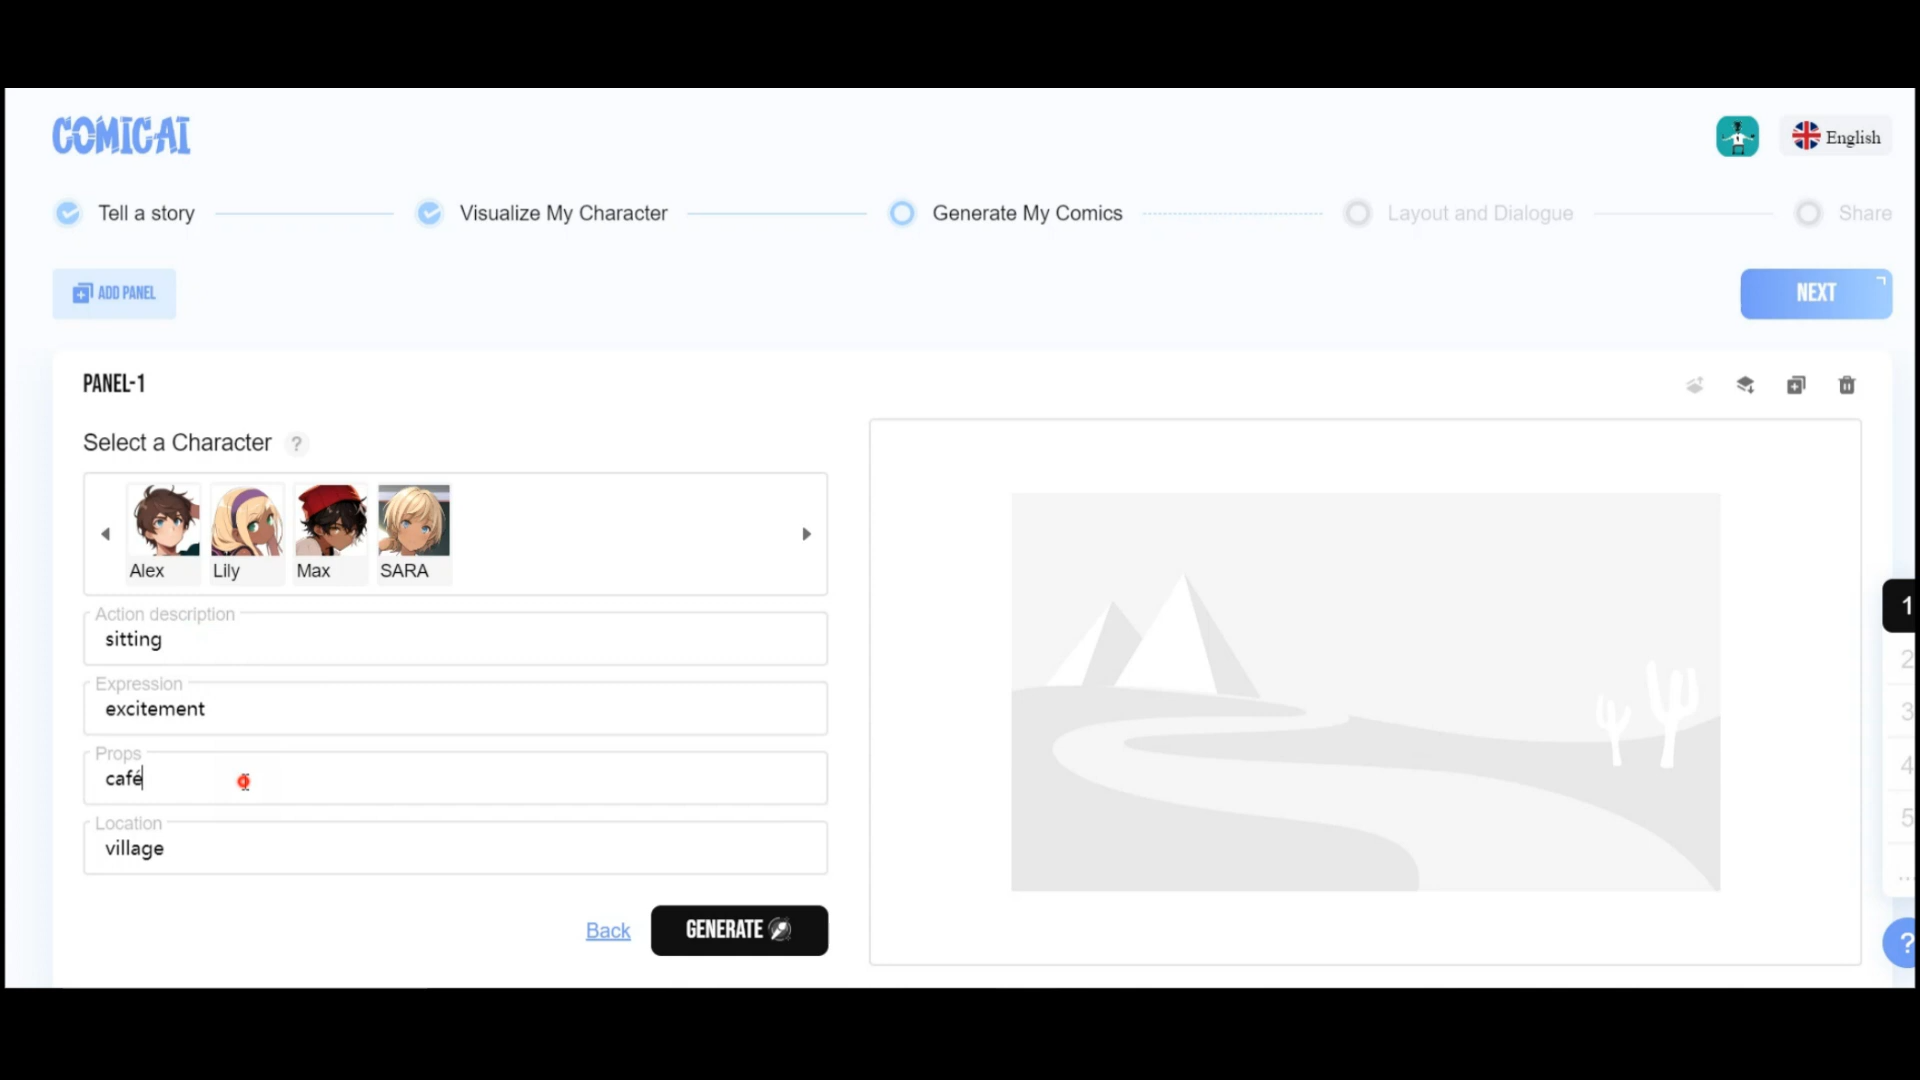 COMICAI
English
Tell a story
Visualize My Character
Generate My Comics
Layout and Dialogue
Share
ADD PANEL
NEXT
PANEL-1
Select a Character ?
Alex
Lily
Max
SARA
Action description
sitting
Expression
excitement
Props
café
Location
village
Back
GENERATE
1
2
3
4
5
...
?